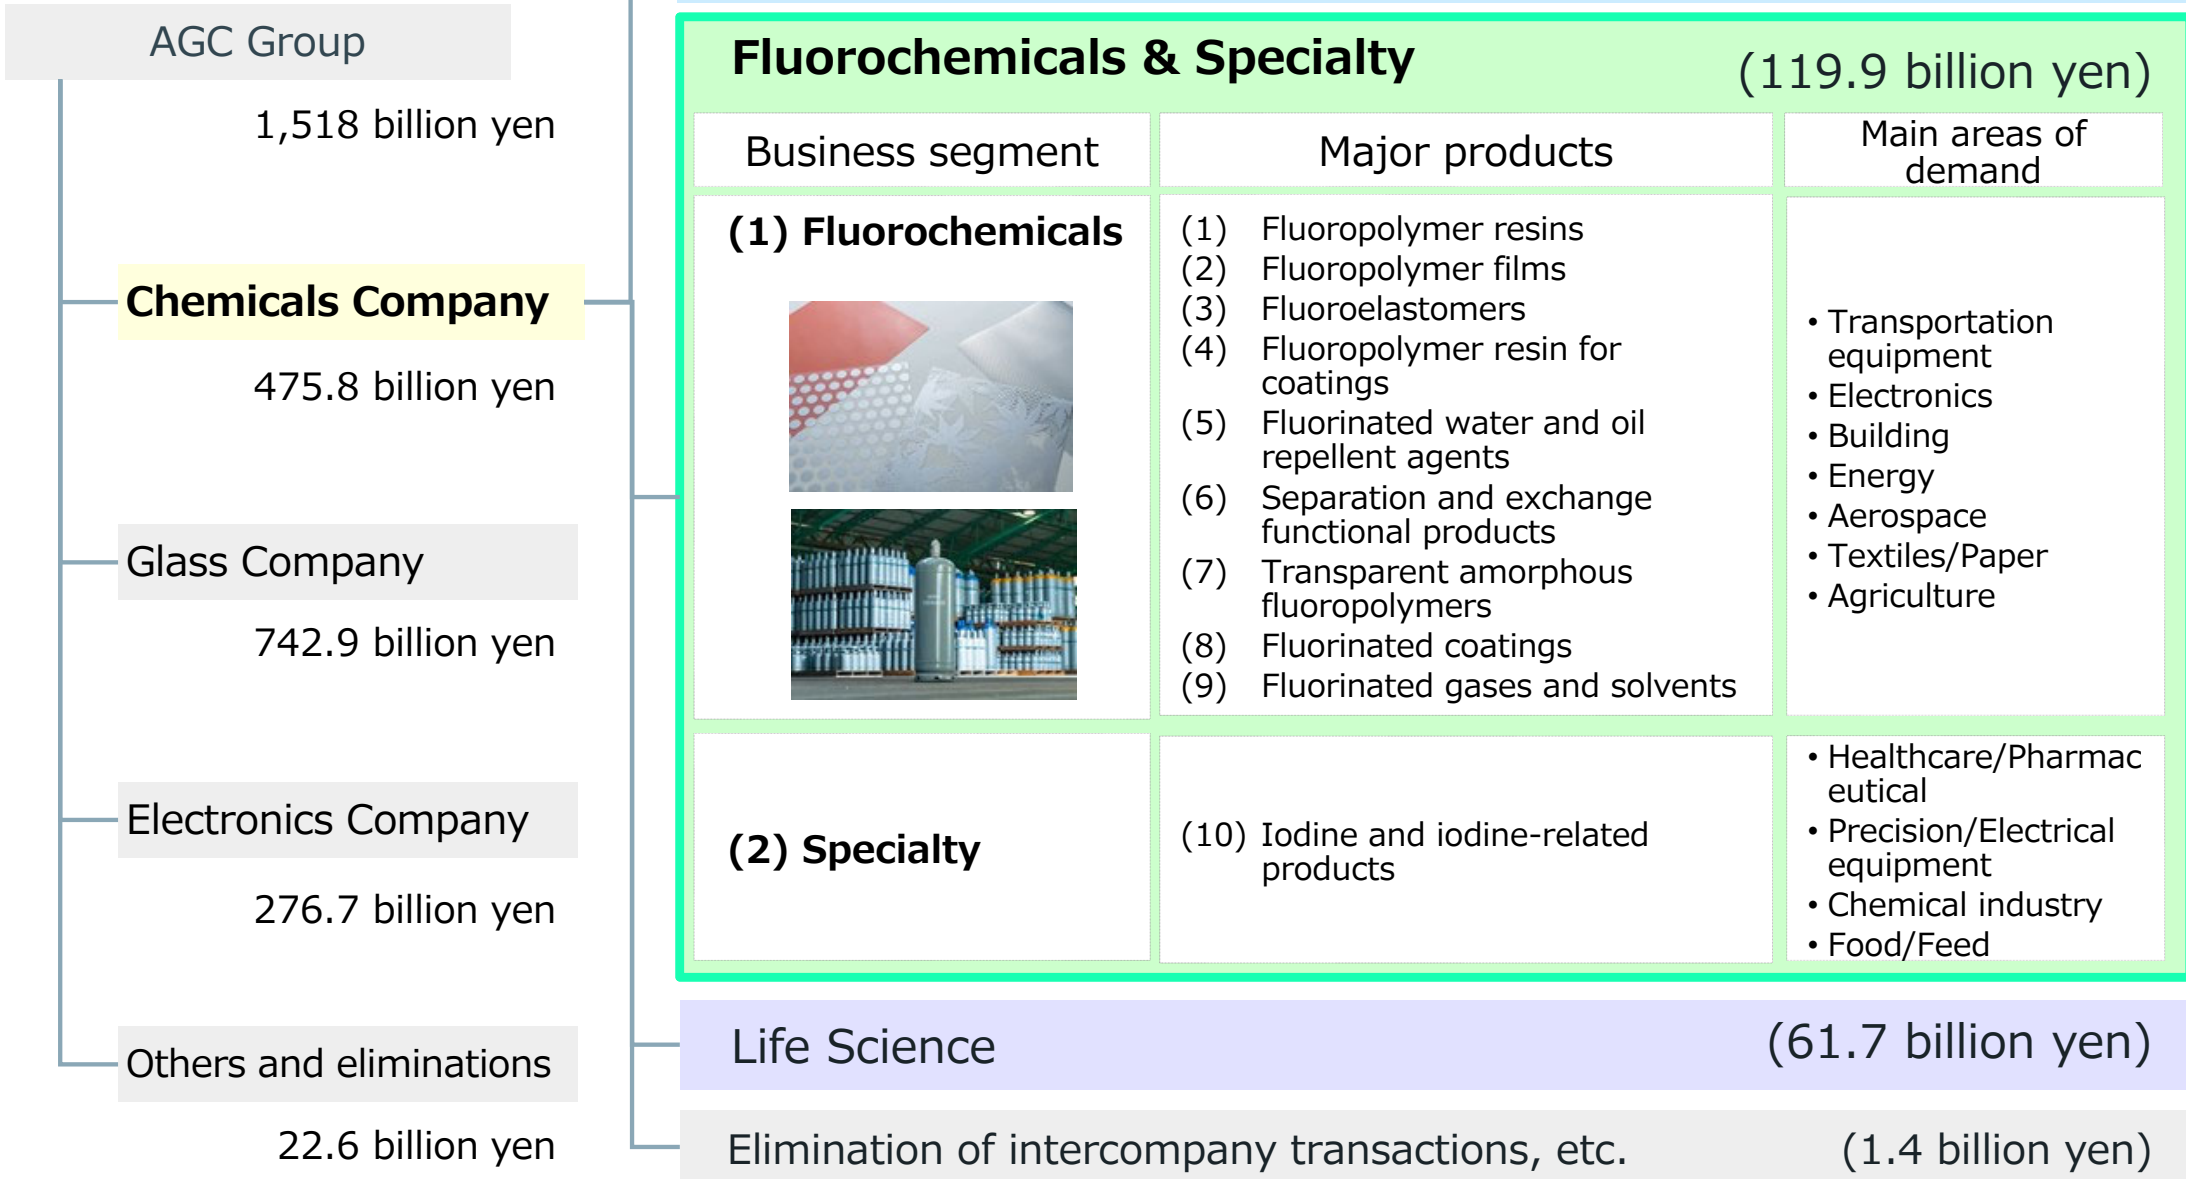 AGC Group
1,518 billion yen
Chemicals Company
475.8 billion yen
Glass Company
742.9 billion yen
Electronics Company
276.7 billion yen
Others and eliminations
22.6 billion yen
Fluorochemicals & Specialty
(119.9 billion yen)
Business segment
Major products
Main areas of
demand
(1) Fluorochemicals
(1) Fluoropolymer resins
(2) Fluoropolymer films
(3) Fluoroelastomers
(4) Fluoropolymer resin for
coatings
(5) Fluorinated water and oil
repellent agents
(6) Separation and exchange
functional products
(7) Transparent amorphous
fluoropolymers
(8) Fluorinated coatings
(9) Fluorinated gases and solvents
• Transportation
equipment
• Electronics
• Building
• Energy
• Aerospace
• Textiles/Paper
• Agriculture
(2) Specialty
(10) Iodine and iodine-related
products
• Healthcare/Pharmac
eutical
• Precision/Electrical
equipment
• Chemical industry
• Food/Feed
Life Science
(61.7 billion yen)
Elimination of intercompany transactions, etc.
(1.4 billion yen)